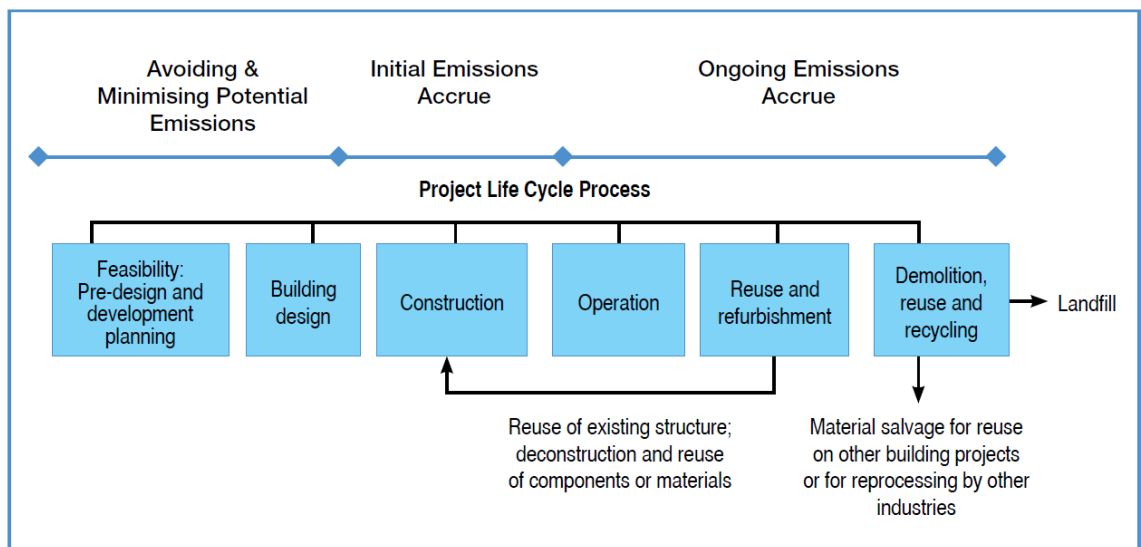 Avoiding &
Minimising Potential
Emissions
Initial Emissions
Accrue
Ongoing Emissions
Accrue
Project Life Cycle Process
Feasibility:
Pre-design and
development
planning
Building
design
Construction
Operation
Reuse and
refurbishment
Demolition,
reuse and
recycling
Landfill
Reuse of existing structure;
deconstruction and reuse
of components or materials
Material salvage for reuse
on other building projects
or for reprocessing by other
industries